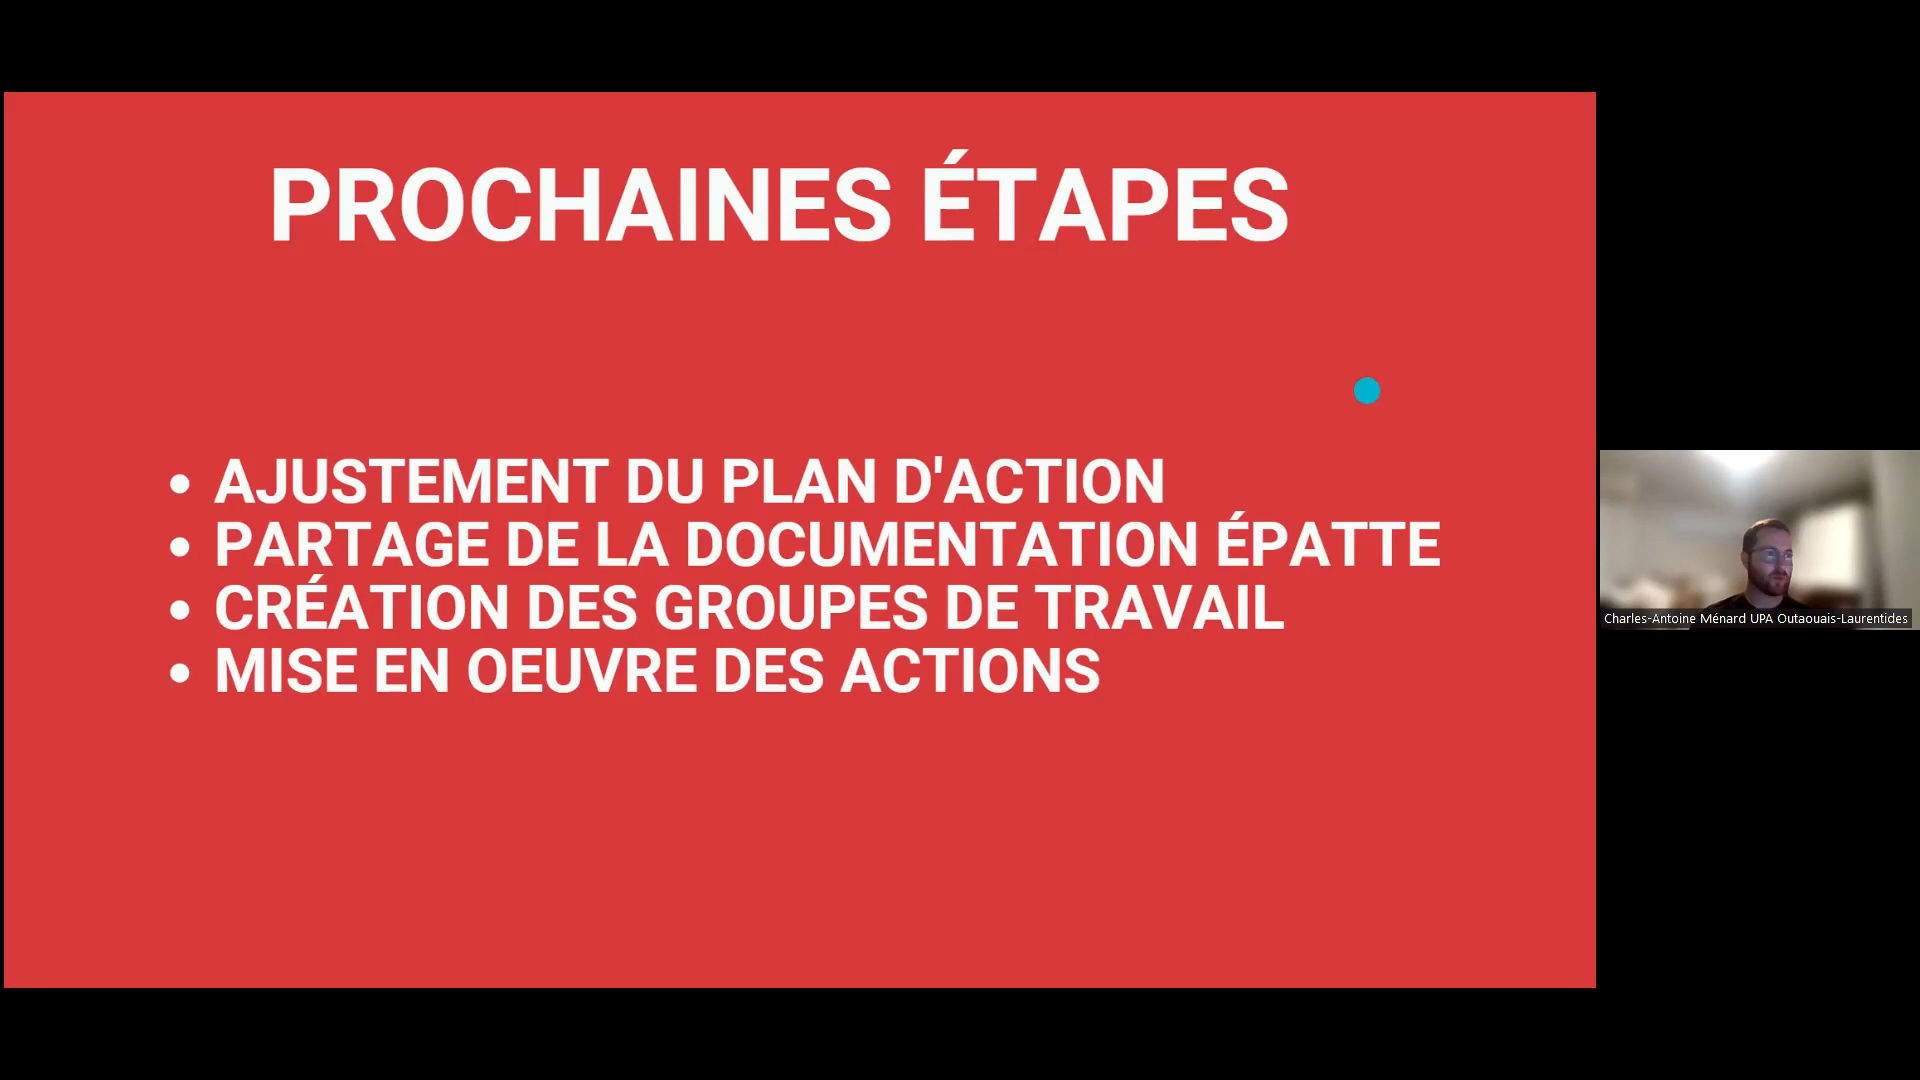 PROCHAINES ÉTAPES
• AJUSTEMENT DU PLAN D'ACTION
• PARTAGE DE LA DOCUMENTATION ÉPATTE
• CRÉATION DES GROUPES DE TRAVAIL
• MISE EN OEUVRE DES ACTIONS
Charles-Antoine Ménard UPA Outaouais-Laurentides